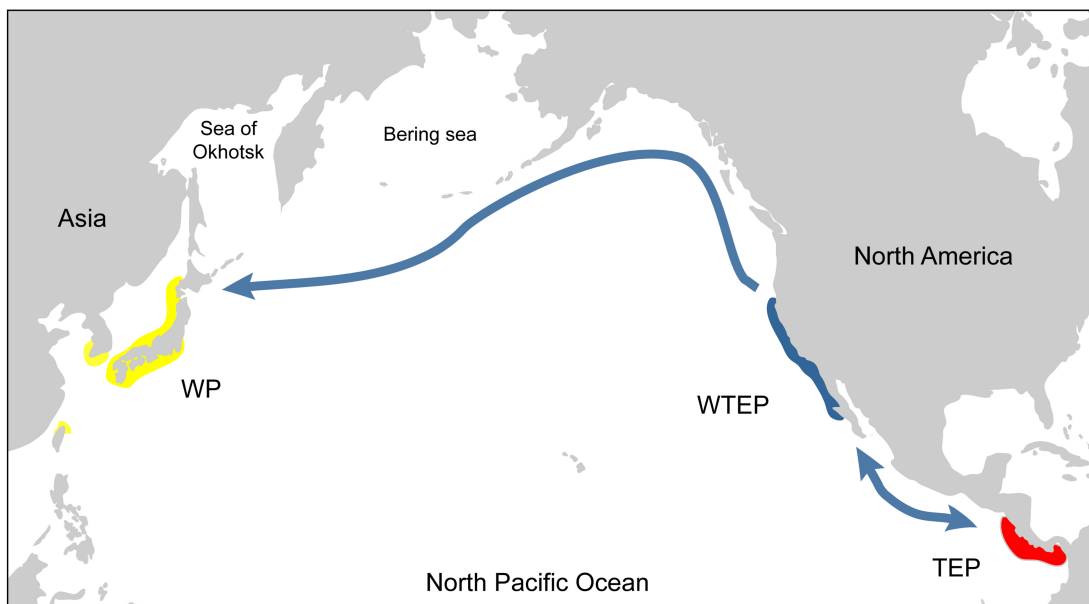 Sea of
Okhotsk
Bering sea
Asia
North America
WP
WTEP
TEP
North Pacific Ocean